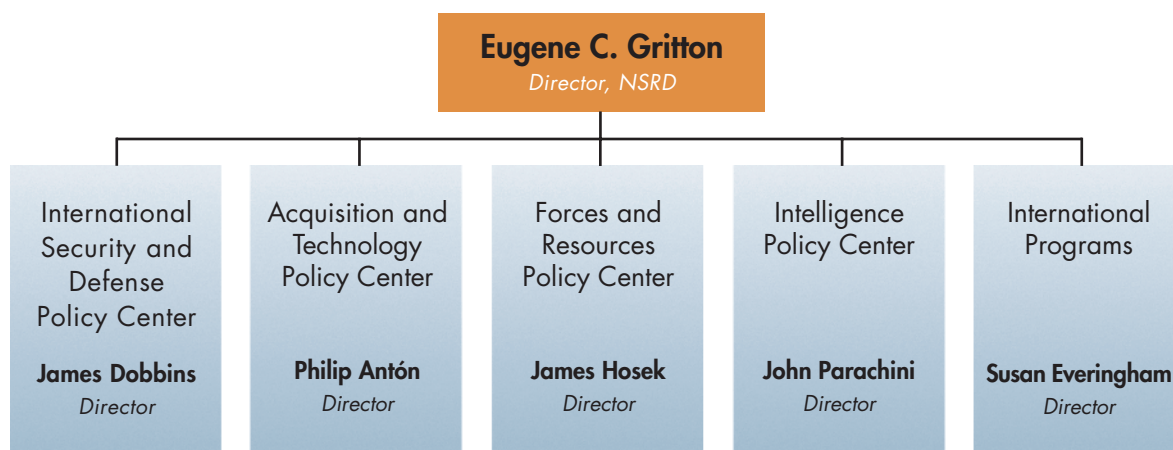 Eugene C. Gritton
Director, NSRD
International
Security and
Defense
Policy Center
James Dobbins
Director
Acquisition and
Technology
Policy Center
Philip Antón
Director
Forces and
Resources
Policy Center
James Hosek
Director
Intelligence
Policy Center
John Parachini
Director
International
Programs
Susan Everingham
Director